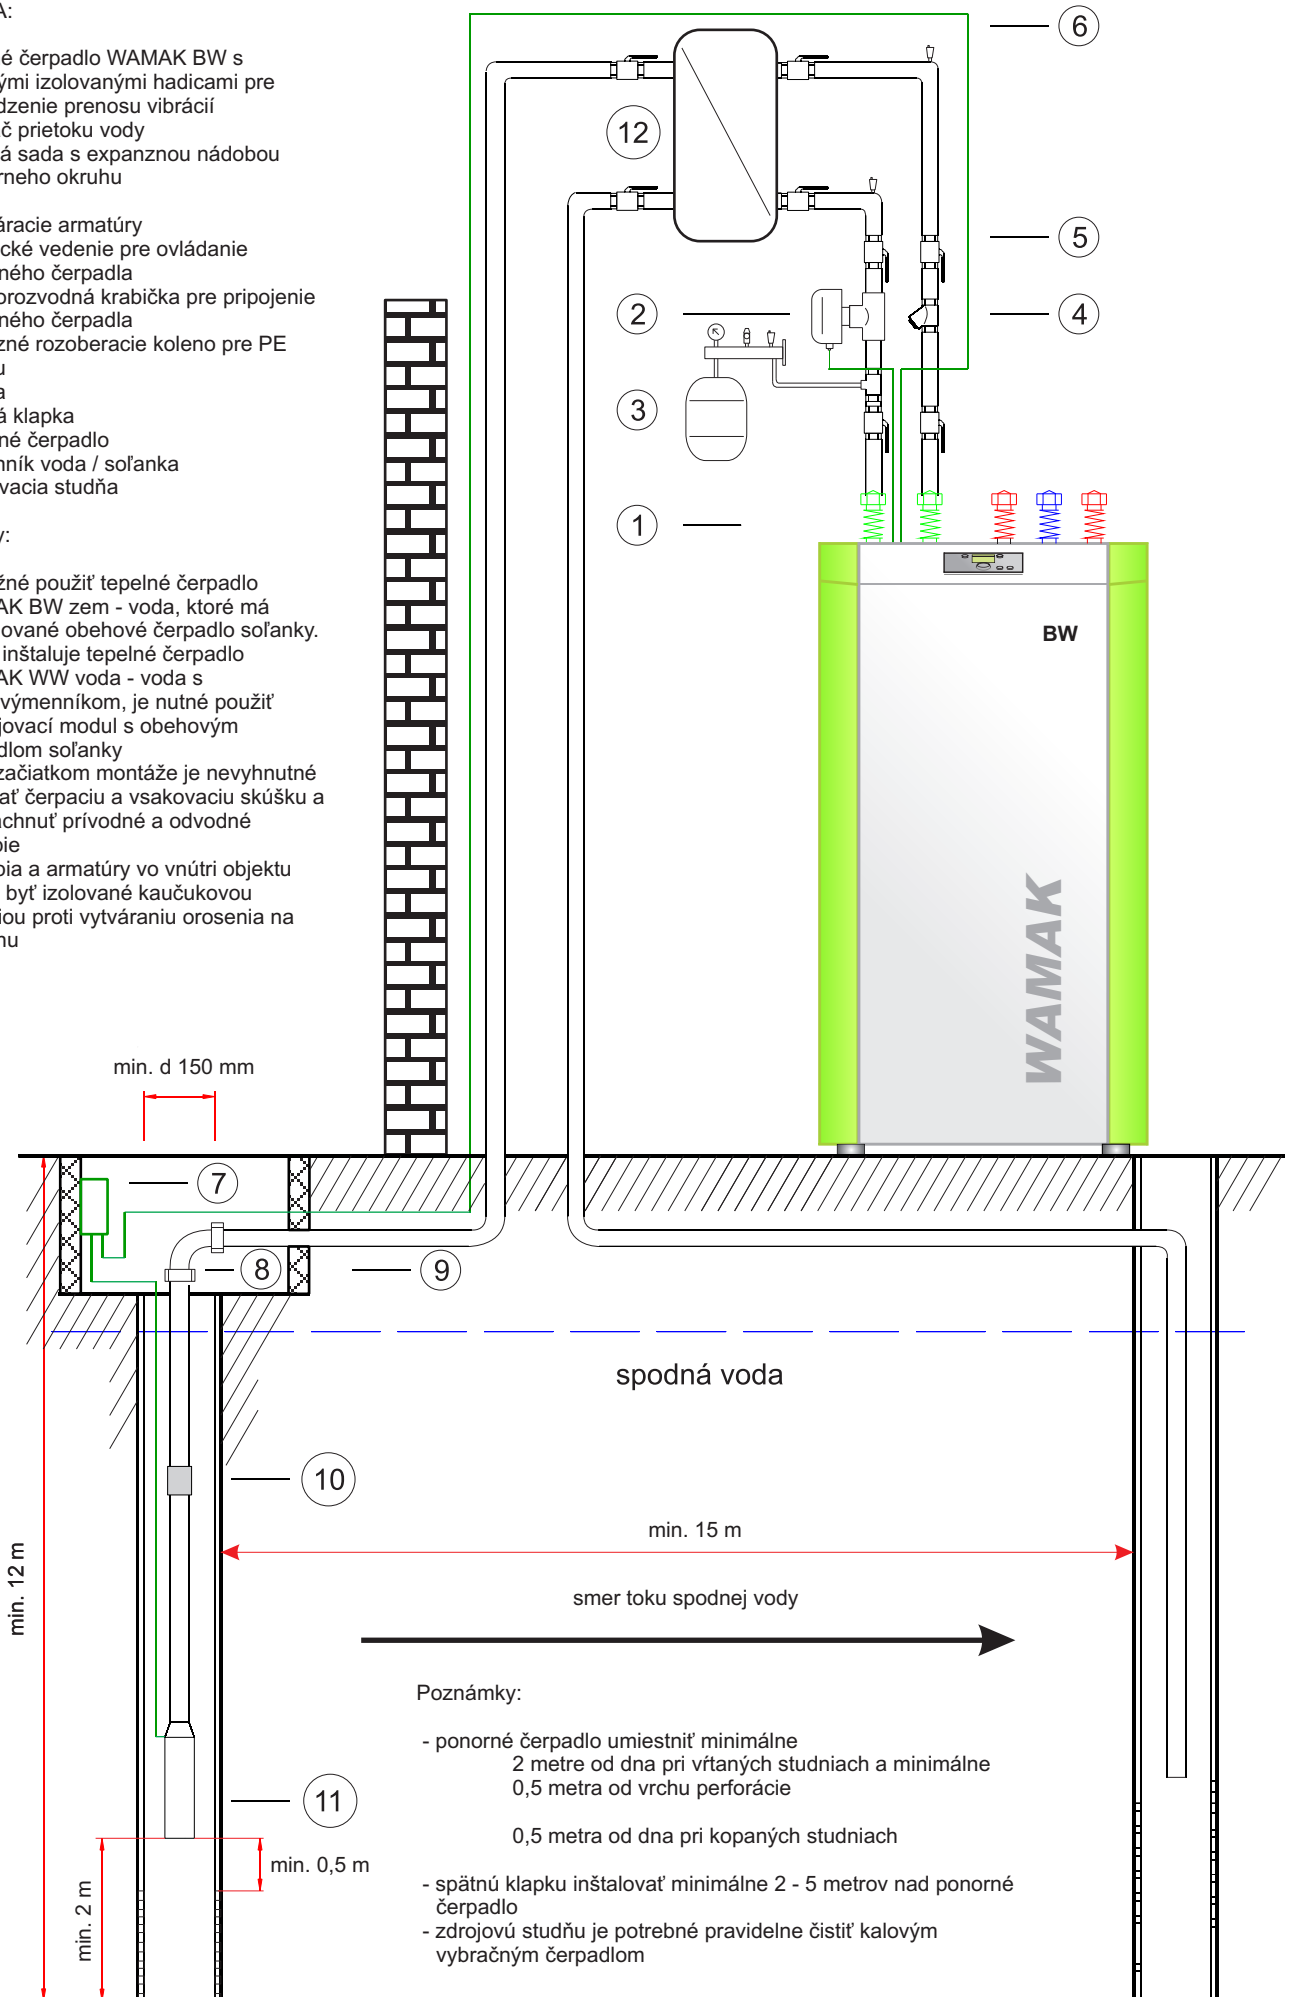 A:
é čerpadlo WAMAK BW s
ými izolovanými hadicami pre
dzenie prenosu vibrácií
č prietoku vody
á sada s expanznou nádobou
rneho okruhu
áracie armatúry
cké vedenie pre ovládanie
ného čerpadla
orozvodná krabička pre pripojenie
ného čerpadla
zné rozoberacie koleno pre PE
u
a
á klapka
né čerpadlo
nník voda / soľanka
vacia studňa
y:
žné použiť tepelné čerpadlo
AK BW zem - voda, ktoré má
ované obehové čerpadlo soľanky.
inštaluje tepelné čerpadlo
AK WW voda - voda s
výmenníkom, je nutné použiť
jovací modul s obehovým
dlom soľanky
začiatkom montáže je nevyhnutné
ať čerpaciu a vsakovaciu skúšku a
áchnuť prívodné a odvodné
bie
bia a armatúry vo vnútri objektu
byť izolované kaučukovou
iou proti vytváraniu orosenia na
hu
6
12
5
2
4
3
1
BW
WAMAK
min. d 150 mm
7
8
9
spodná voda
10
min. 15 m
min. 12 m
smer toku spodnej vody
Poznámky:
- ponorné čerpadlo umiestniť minimálne
2 metre od dna pri vŕtaných studniach a minimálne
0,5 metra od vrchu perforácie
11
0,5 metra od dna pri kopaných studniach
min. 0,5 m
min. 2 m
- spätnú klapku inštalovať minimálne 2 - 5 metrov nad ponorné
čerpadlo
- zdrojovú studňu je potrebné pravidelne čistiť kalovým
vybračným čerpadlom